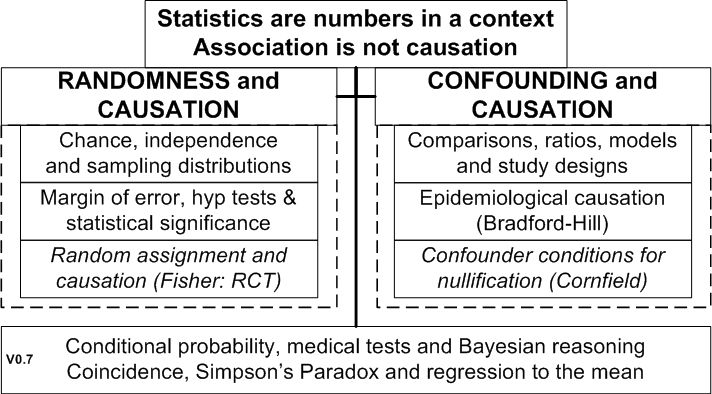 Statistics are numbers in a context
Association is not causation
RANDOMNESS and
CAUSATION
Chance, independence
and sampling distributions
Margin of error, hyp tests &
statistical significance
Random assignment and
causation (Fisher: RCT)
CONFOUNDING and
CAUSATION
Comparisons, ratios, models
and study designs
Epidemiological causation
(Bradford-Hill)
Confounder conditions for
nullification (Cornfield)
V0.7
Conditional probability, medical tests and Bayesian reasoning
Coincidence, Simpson's Paradox and regression to the mean